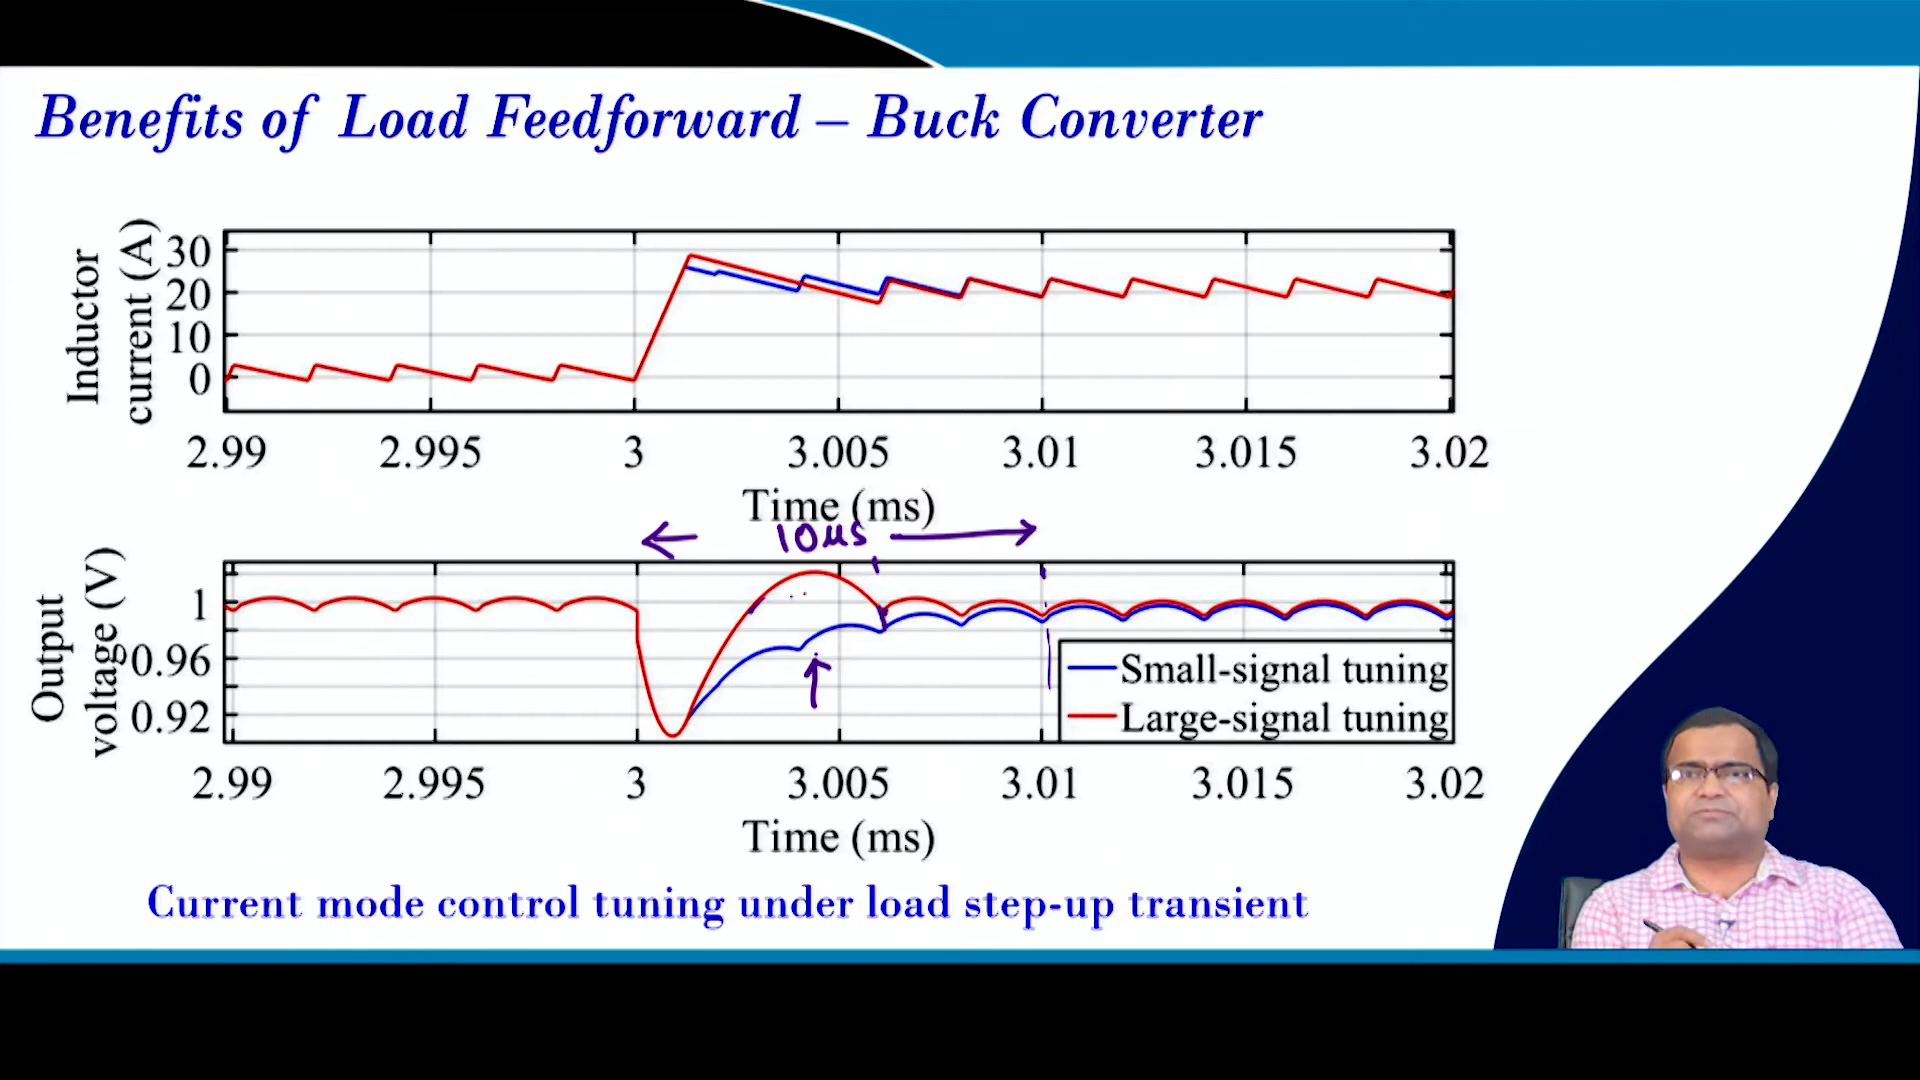 Benefits of Load Feedforward – Buck Converter
Inductor
current (A)
30
20
10
0
2.99 2.995 3 3.005 3.01 3.015 3.02
Time (ms)
10 μs
Output
voltage (V)
1
0.96
0.92
Small-signal tuning
Large-signal tuning
2.99 2.995 3 3.005 3.01 3.015 3.02
Time (ms)
Current mode control tuning under load step-up transient